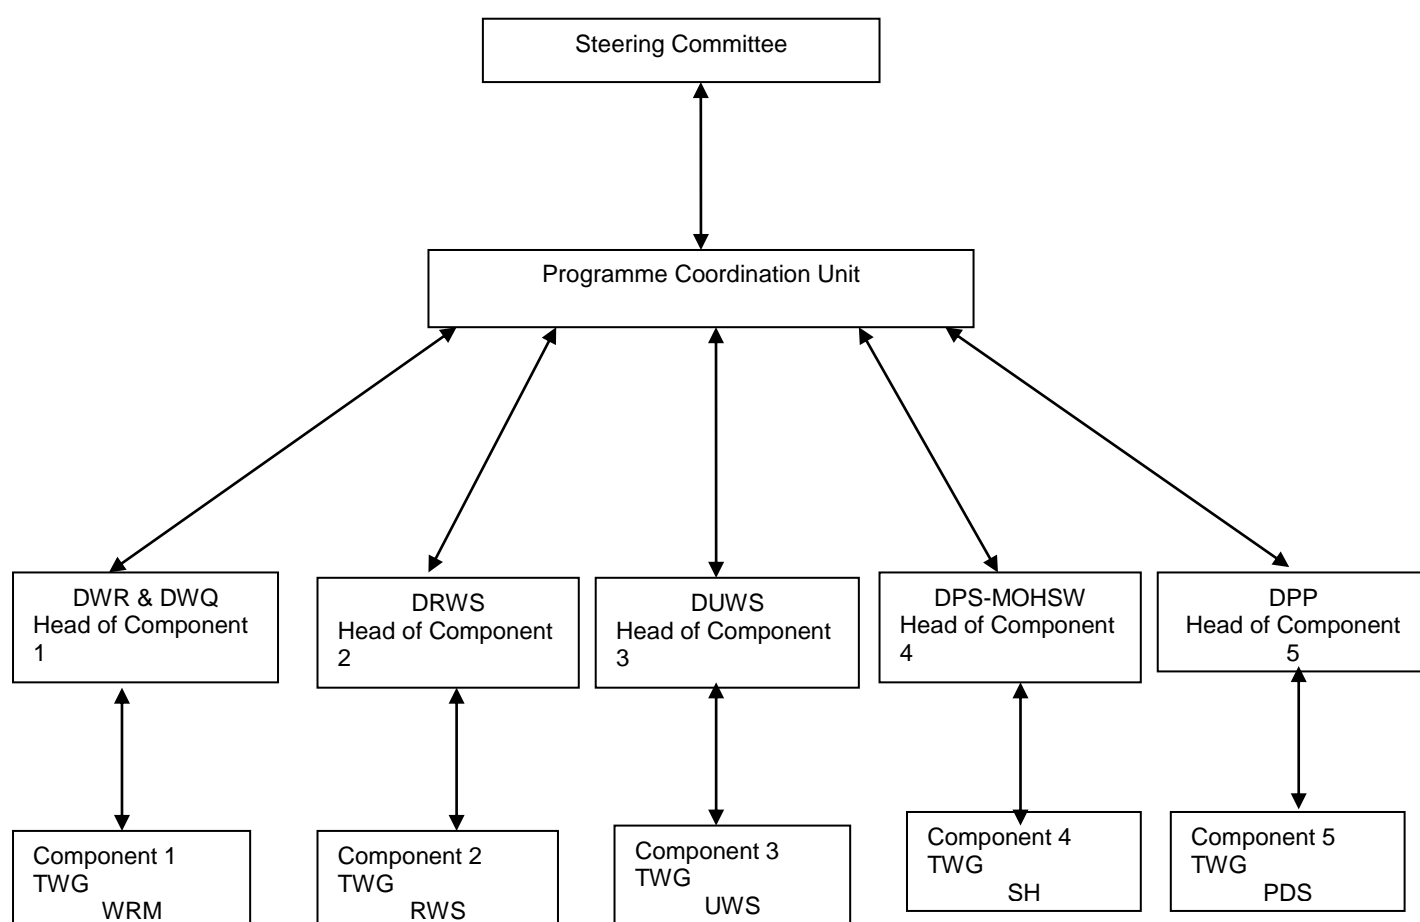 Steering Committee
Programme Coordination Unit
DWR & DWQ
Head of Component
1
DRWS
Head of Component
2
DUWS
Head of Component
3
DPS-MOHSW
Head of Component
4
DPP
Head of Component
5
Component 1
TWG
WRM
Component 2
TWG
RWS
Component 3
TWG
UWS
Component 4
TWG
SH
Component 5
TWG
PDS